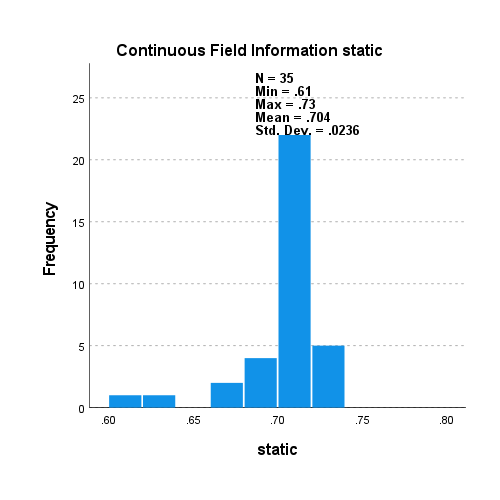 Continuous Field Information static
N = 35
Min = .61
Max = .73
Mean = .704
Std. Dev. = .0236
25
20
15
10
5
0
Frequency
.60 .65 .70 .75 .80
static